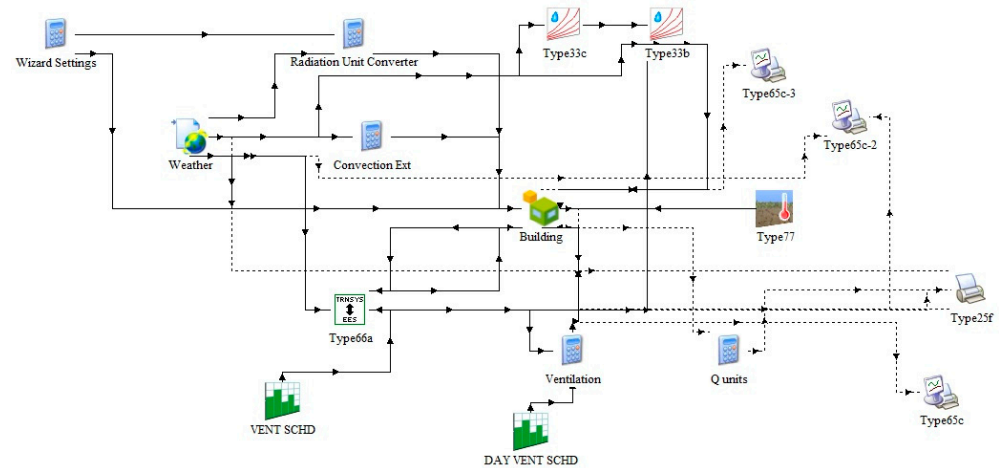 Wizard Settings
Radiation Unit Converter
Type33c
Type33b
Type65c-3
Type65c-2
Weather
Convection Ext
Building
Type77
TRNSYS
EES
Type66a
Type25f
Ventilation
Q units
VENT SCHD
Type65c
DAY VENT SCHD